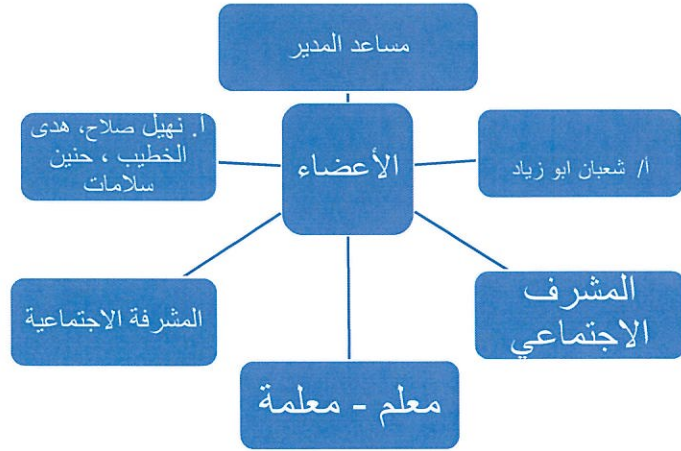 مساعد المدير
أ. نهيل صلاح، هدى
الخطيب ، حنين
سلامات
الأعضاء
أ/ شعبان ابو زياد
المشرفة الاجتماعية
المشرف
الاجتماعي
معلم - معلمة